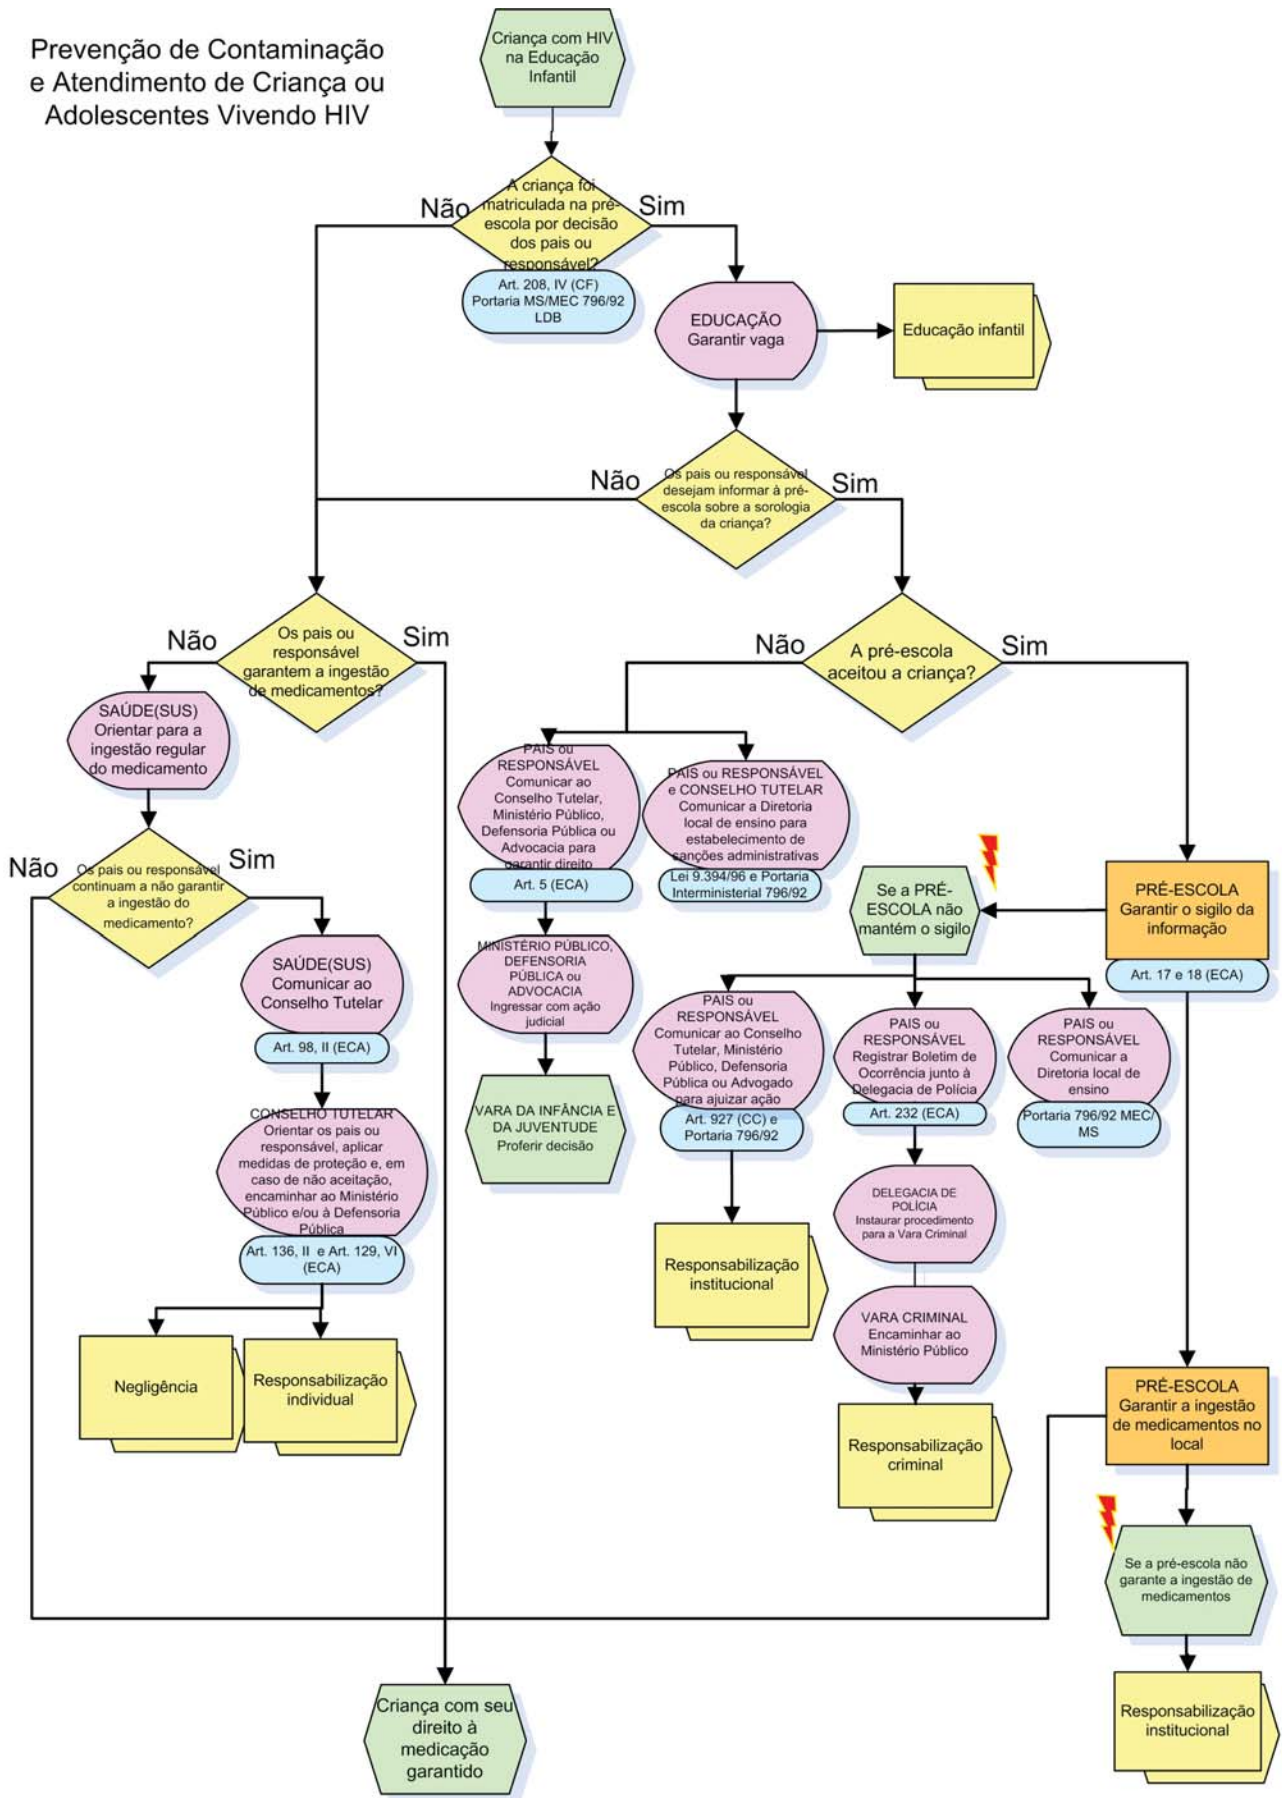 Prevenção de Contaminação
e Atendimento de Criança ou
Adolescentes Vivendo HIV
Criança com HIV
na Educação
Infantil
A criança foi
matriculada na pré-
escola por decisão
dos pais ou
responsável?
Não
Sim
Art. 208, IV (CF)
Portaria MS/MEC 796/92
LDB
EDUCAÇÃO
Garantir vaga
Educação infantil
Os pais ou responsável
desejam informar à pré-
escola sobre a sorologia
da criança?
Não
Sim
Os pais ou
responsável
garantem a ingestão
de medicamentos?
Não
Sim
A pré-escola
aceitou a criança?
Não
Sim
SAÚDE(SUS)
Orientar para a
ingestão regular
do medicamento
Os pais ou responsável
continuam a não garantir
a ingestão do
medicamento?
Não
Sim
SAÚDE(SUS)
Comunicar ao
Conselho Tutelar
Art. 98, II (ECA)
CONSELHO TUTELAR
Orientar os pais ou
responsável, aplicar
medidas de proteção e, em
caso de não aceitação,
encaminhar ao Ministério
Público e/ou à Defensoria
Pública
Art. 136, II e Art. 129, VI
(ECA)
Negligência
Responsabilização
individual
PAIS ou
RESPONSÁVEL
Comunicar ao
Conselho Tutelar,
Ministério Público,
Defensoria Pública ou
Advocacia para
garantir direito
Art. 5 (ECA)
MINISTÉRIO PÚBLICO,
DEFENSORIA
PÚBLICA ou
ADVOCACIA
Ingressar com ação
judicial
VARA DA INFÂNCIA E
DA JUVENTUDE
Proferir decisão
PAIS ou RESPONSÁVEL
e CONSELHO TUTELAR
Comunicar a Diretoria
local de ensino para
estabelecimento de
sanções administrativas
Lei 9.394/96 e Portaria
Interministerial 796/92
Se a PRÉ-
ESCOLA não
mantém o sigilo
PRÉ-ESCOLA
Garantir o sigilo da
informação
Art. 17 e 18 (ECA)
PAIS ou
RESPONSÁVEL
Comunicar ao Conselho
Tutelar, Ministério
Público, Defensoria
Pública ou Advogado
para ajuizar ação
Art. 927 (CC) e
Portaria 796/92
Responsabilização
institucional
PAIS ou
RESPONSÁVEL
Registrar Boletim de
Ocorrência junto à
Delegacia de Polícia
Art. 232 (ECA)
DELEGACIA DE
POLÍCIA
Instaurar procedimento
para a Vara Criminal
VARA CRIMINAL
Encaminhar ao
Ministério Público
Responsabilização
criminal
PAIS ou
RESPONSÁVEL
Comunicar a
Diretoria local de
ensino
Portaria 796/92 MEC/
MS
PRÉ-ESCOLA
Garantir a ingestão
de medicamentos no
local
Se a pré-escola não
garante a ingestão de
medicamentos
Responsabilização
institucional
Criança com seu
direito à
medicação
garantido